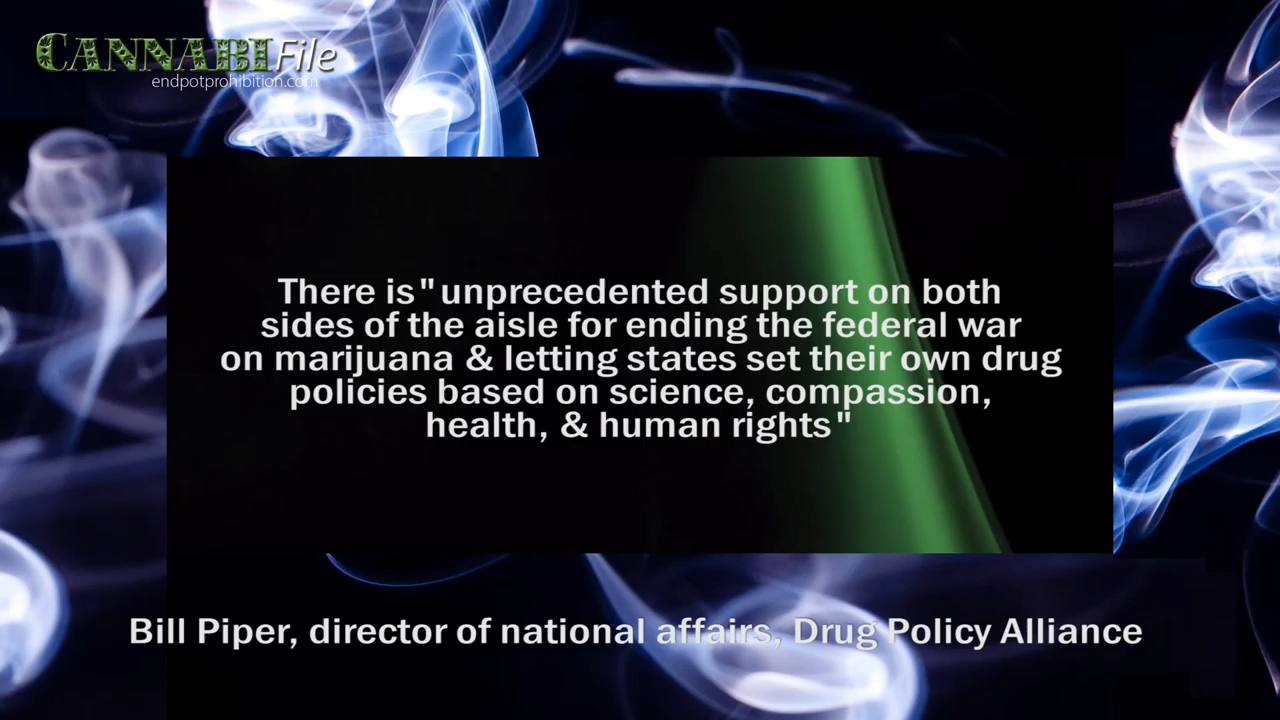 CANNABIFile
endpotprohibition.com
There is "unprecedented support on both
sides of the aisle for ending the federal war
on marijuana & letting states set their own drug
policies based on science, compassion,
health, & human rights"
Bill Piper, director of national affairs, Drug Policy Alliance